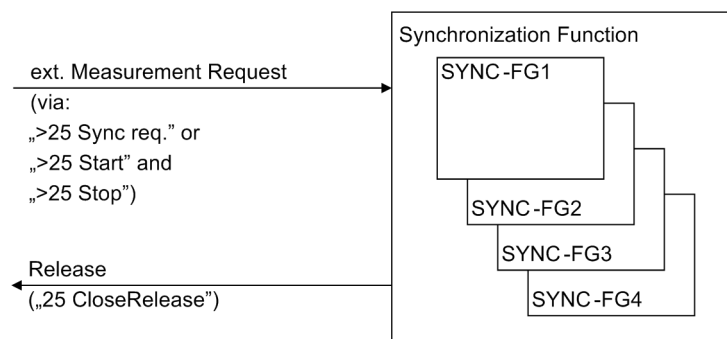 Synchronization Function
ext. Measurement Request
SYNC-FG1
(via:
„>25 Sync req.” or
„>25 Start” and
„>25 Stop”)
SYNC-FG2
SYNC-FG3
Release
(„25 CloseRelease”)
SYNC-FG4